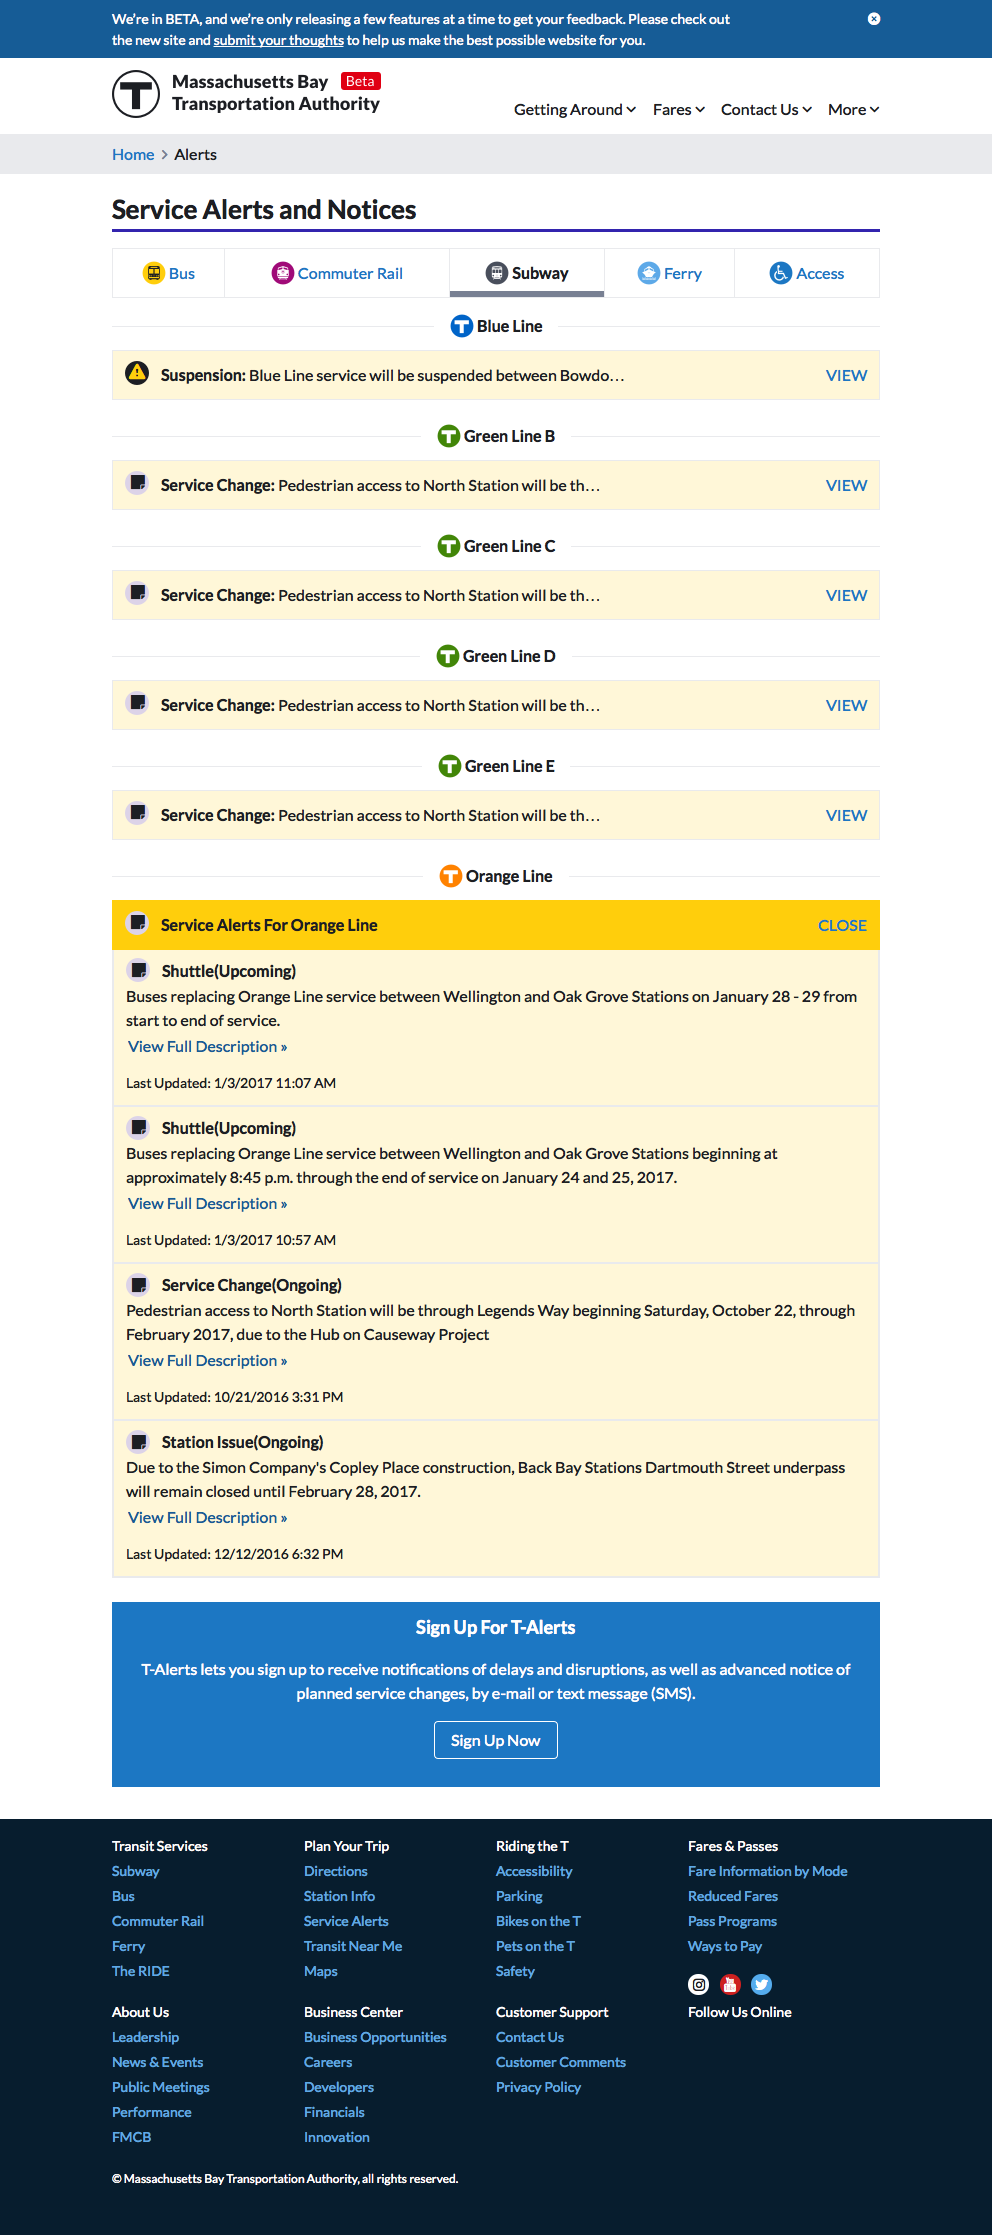 We're in BETA, and we're only releasing a few features at a time to get your feedback. Please check out
the new site and submit your thoughts to help us make the best possible website for you.
T
Massachusetts Bay Beta
Transportation Authority
Getting Around Fares Contact Us More
Home > Alerts
Service Alerts and Notices
Bus Commuter Rail Subway Ferry Access
T Blue Line
Suspension: Blue Line service will be suspended between Bowdo… VIEW
T Green Line B
Service Change: Pedestrian access to North Station will be th… VIEW
T Green Line C
Service Change: Pedestrian access to North Station will be th… VIEW
T Green Line D
Service Change: Pedestrian access to North Station will be th… VIEW
T Green Line E
Service Change: Pedestrian access to North Station will be th… VIEW
T Orange Line
Service Alerts For Orange Line CLOSE
Shuttle(Upcoming)
Buses replacing Orange Line service between Wellington and Oak Grove Stations on January 28 - 29 from
start to end of service.
View Full Description »
Last Updated: 1/3/2017 11:07 AM
Shuttle(Upcoming)
Buses replacing Orange Line service between Wellington and Oak Grove Stations beginning at
approximately 8:45 p.m. through the end of service on January 24 and 25, 2017.
View Full Description »
Last Updated: 1/3/2017 10:57 AM
Service Change(Ongoing)
Pedestrian access to North Station will be through Legends Way beginning Saturday, October 22, through
February 2017, due to the Hub on Causeway Project
View Full Description »
Last Updated: 10/21/2016 3:31 PM
Station Issue(Ongoing)
Due to the Simon Company's Copley Place construction, Back Bay Stations Dartmouth Street underpass
will remain closed until February 28, 2017.
View Full Description »
Last Updated: 12/12/2016 6:32 PM
Sign Up For T-Alerts
T-Alerts lets you sign up to receive notifications of delays and disruptions, as well as advanced notice of
planned service changes, by e-mail or text message (SMS).
Sign Up Now
Transit Services
Subway
Bus
Commuter Rail
Ferry
The RIDE
Plan Your Trip
Directions
Station Info
Service Alerts
Transit Near Me
Maps
Riding the T
Accessibility
Parking
Bikes on the T
Pets on the T
Safety
Fares & Passes
Fare Information by Mode
Reduced Fares
Pass Programs
Ways to Pay
Follow Us Online
About Us
Leadership
News & Events
Public Meetings
Performance
FMCB
Business Center
Business Opportunities
Careers
Developers
Financials
Innovation
Customer Support
Contact Us
Customer Comments
Privacy Policy
© Massachusetts Bay Transportation Authority, all rights reserved.